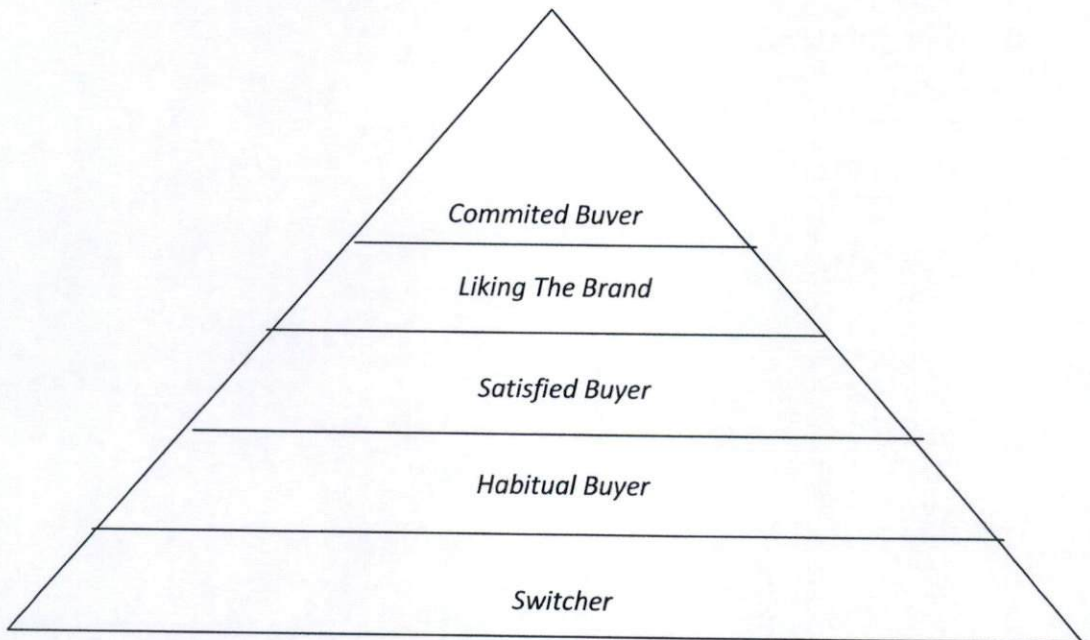 Commited Buyer
Liking The Brand
Satisfied Buyer
Habitual Buyer
Switcher